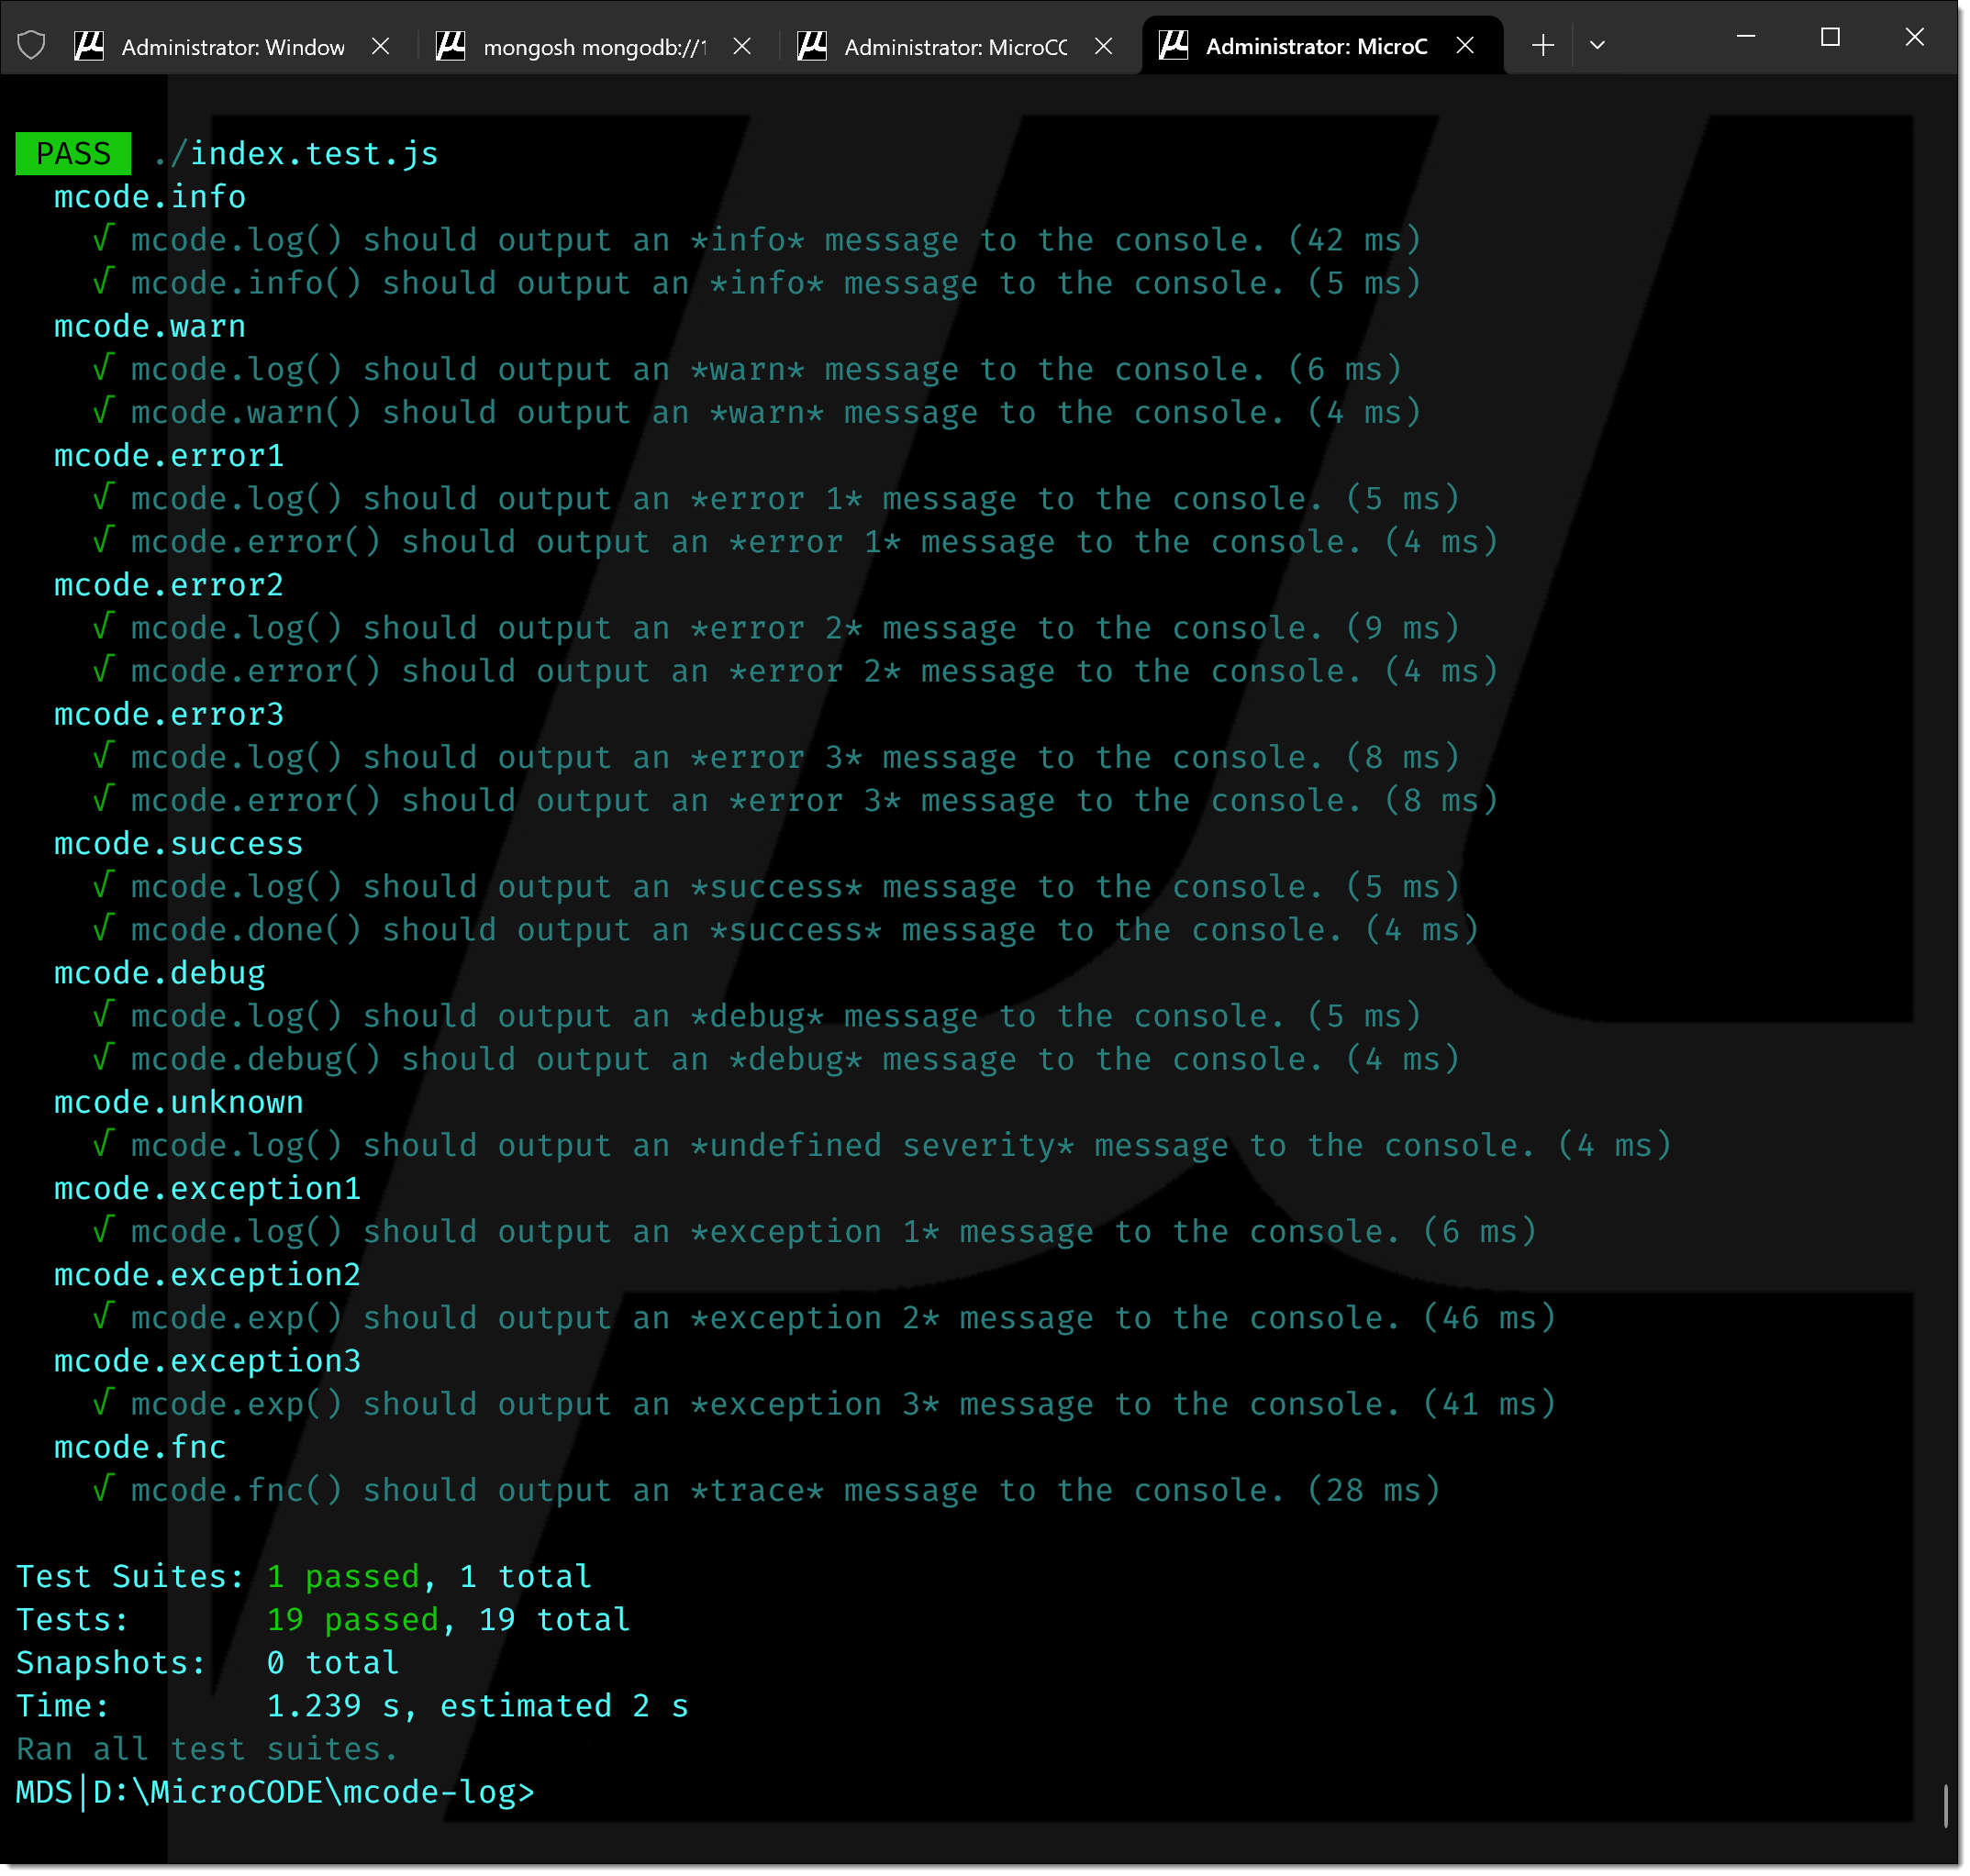 Administrator: Window
mongosh mongodb://1
Administrator: MicroCC
Administrator: MicroC
PASS ./index.test.js
mcode.info
√ mcode.log() should output an *info* message to the console. (42 ms)
√ mcode.info() should output an *info* message to the console. (5 ms)
mcode.warn
√ mcode.log() should output an *warn* message to the console. (6 ms)
√ mcode.warn() should output an *warn* message to the console. (4 ms)
mcode.error1
√ mcode.log() should output an *error 1* message to the console. (5 ms)
√ mcode.error() should output an *error 1* message to the console. (4 ms)
mcode.error2
√ mcode.log() should output an *error 2* message to the console. (9 ms)
√ mcode.error() should output an *error 2* message to the console. (4 ms)
mcode.error3
√ mcode.log() should output an *error 3* message to the console. (8 ms)
√ mcode.error() should output an *error 3* message to the console. (8 ms)
mcode.success
√ mcode.log() should output an *success* message to the console. (5 ms)
√ mcode.done() should output an *success* message to the console. (4 ms)
mcode.debug
√ mcode.log() should output an *debug* message to the console. (5 ms)
√ mcode.debug() should output an *debug* message to the console. (4 ms)
mcode.unknown
√ mcode.log() should output an *undefined severity* message to the console. (4 ms)
mcode.exception1
√ mcode.log() should output an *exception 1* message to the console. (6 ms)
mcode.exception2
√ mcode.exp() should output an *exception 2* message to the console. (46 ms)
mcode.exception3
√ mcode.exp() should output an *exception 3* message to the console. (41 ms)
mcode.fnc
√ mcode.fnc() should output an *trace* message to the console. (28 ms)
Test Suites: 1 passed, 1 total
Tests: 19 passed, 19 total
Snapshots: 0 total
Time: 1.239 s, estimated 2 s
Ran all test suites.
MDS|D:\MicroCODE\mcode-log>